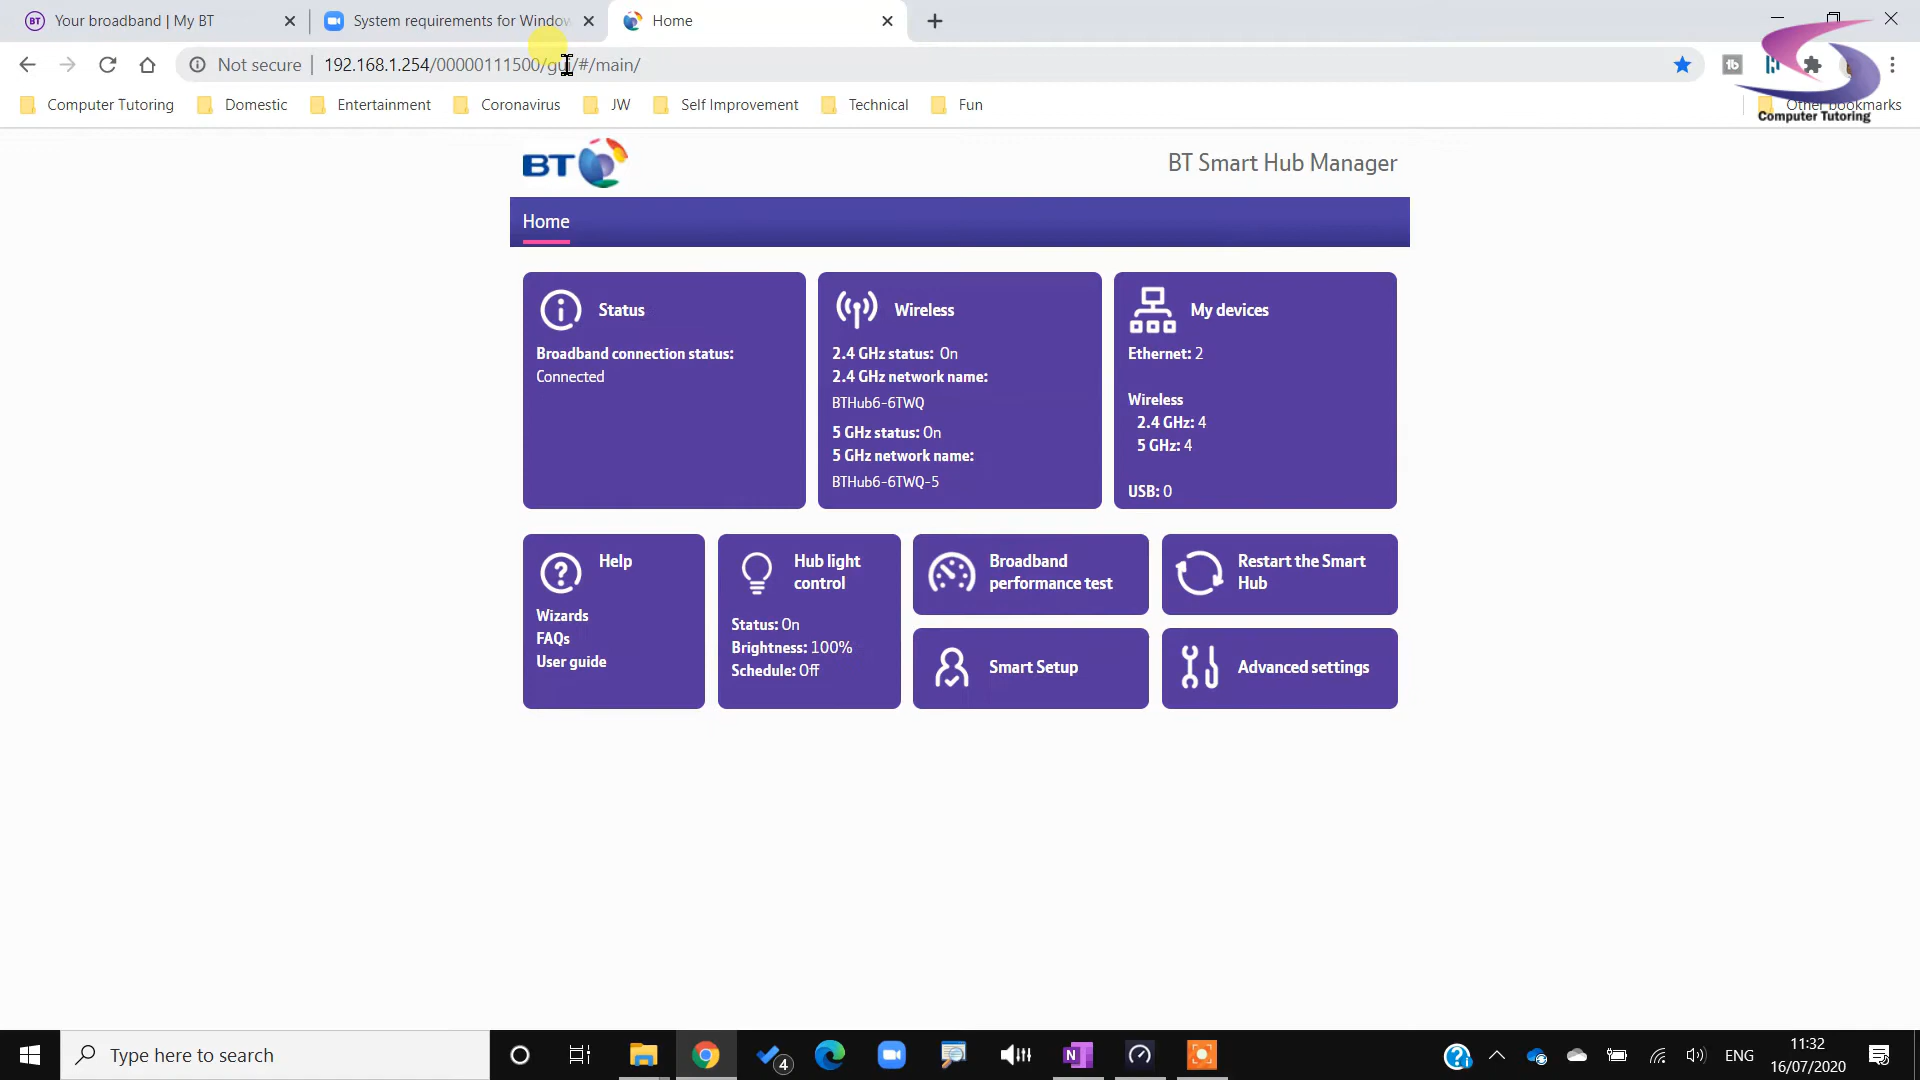 Your broadband | My BT
System requirements for Window
Home
Not secure
192.168.1.254/00000111500/gui/#/main/
Computer Tutoring
Domestic
Entertainment
Coronavirus
JW
Self Improvement
Technical
Fun
Other bookmarks
Computer Tutoring
BT
BT Smart Hub Manager
Home
Status
Broadband connection status:
Connected
Wireless
2.4 GHz status: On
2.4 GHz network name:
BTHub6-6TWQ
5 GHz status: On
5 GHz network name:
BTHub6-6TWQ-5
My devices
Ethernet: 2
Wireless
2.4 GHz: 4
5 GHz: 4
USB: 0
Help
Wizards
FAQs
User guide
Hub light
control
Status: On
Brightness: 100%
Schedule: Off
Broadband
performance test
Restart the Smart
Hub
Smart Setup
Advanced settings
Type here to search
4
ENG
11:32
16/07/2020